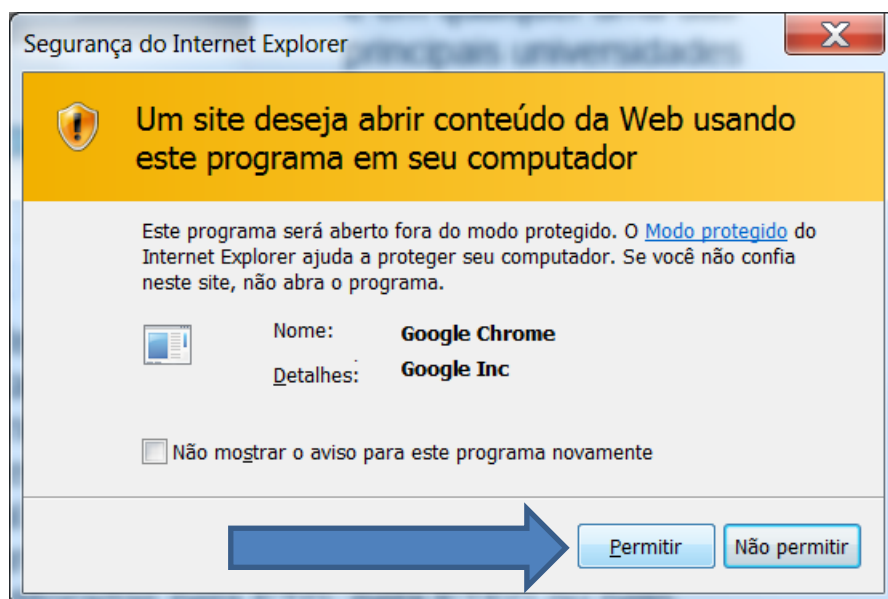 principais universidades
Segurança do Internet Explorer
Um site deseja abrir conteúdo da Web usando
este programa em seu computador
Este programa será aberto fora do modo protegido. O Modo protegido do
Internet Explorer ajuda a proteger seu computador. Se você não confia
neste site, não abra o programa.
Nome: Google Chrome
Detalhes: Google Inc
Não mostrar o aviso para este programa novamente
Permitir Não permitir